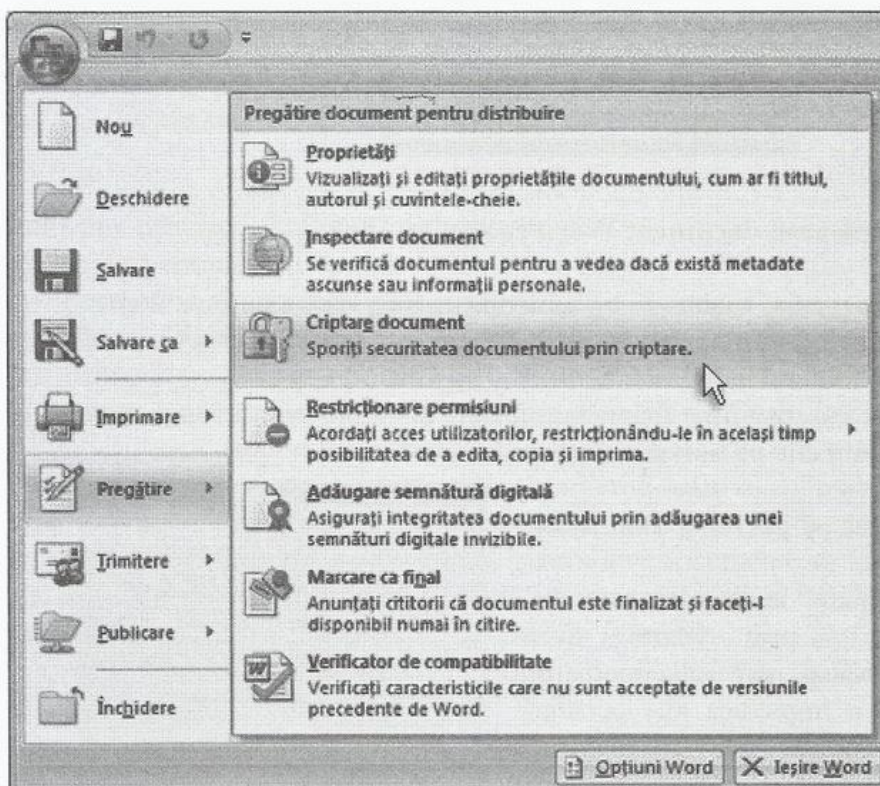 Nou
Deschidere
Salvare
Salvare ca
Imprimare
Pregătire
Trimitere
Publicare
Închidere
Pregătire document pentru distribuire
Proprietăți
Vizualizați și editați proprietățile documentului, cum ar fi titlul,
autorul și cuvintele-cheie.
Inspectare document
Se verifică documentul pentru a vedea dacă există metadate
ascunse sau informații personale.
Criptare document
Sporiți securitatea documentului prin criptare.
Restricționare permisiuni
Acordați acces utilizatorilor, restricționându-le în același timp
posibilitatea de a edita, copia și imprima.
Adăugare semnătură digitală
Asigurați integritatea documentului prin adăugarea unei
semnături digitale invizibile.
Marcare ca final
Anunțați cititorii că documentul este finalizat și faceți-l
disponibil numai în citire.
Verificator de compatibilitate
Verificați caracteristicile care nu sunt acceptate de versiunile
precedente de Word.
Opțiuni Word
Ieșire Word